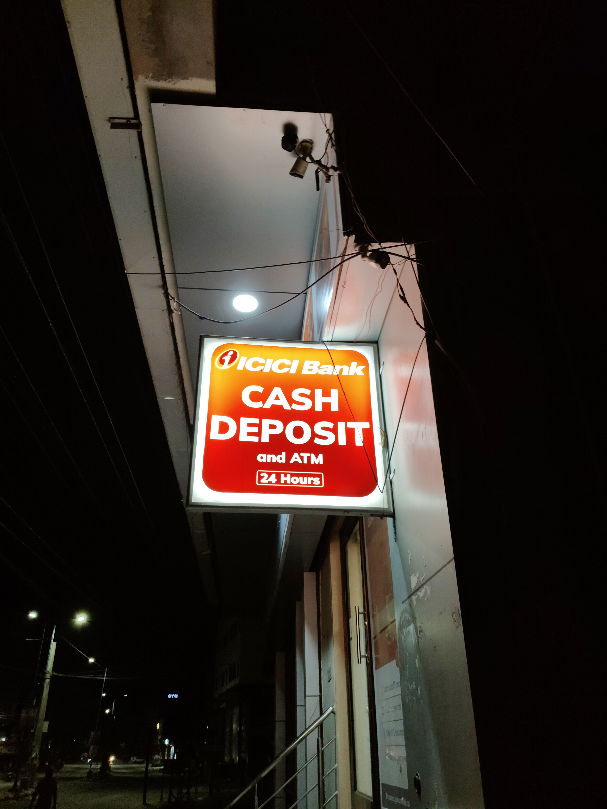 ICICI Bank
CASH
DEPOSIT
and ATM
24 Hours